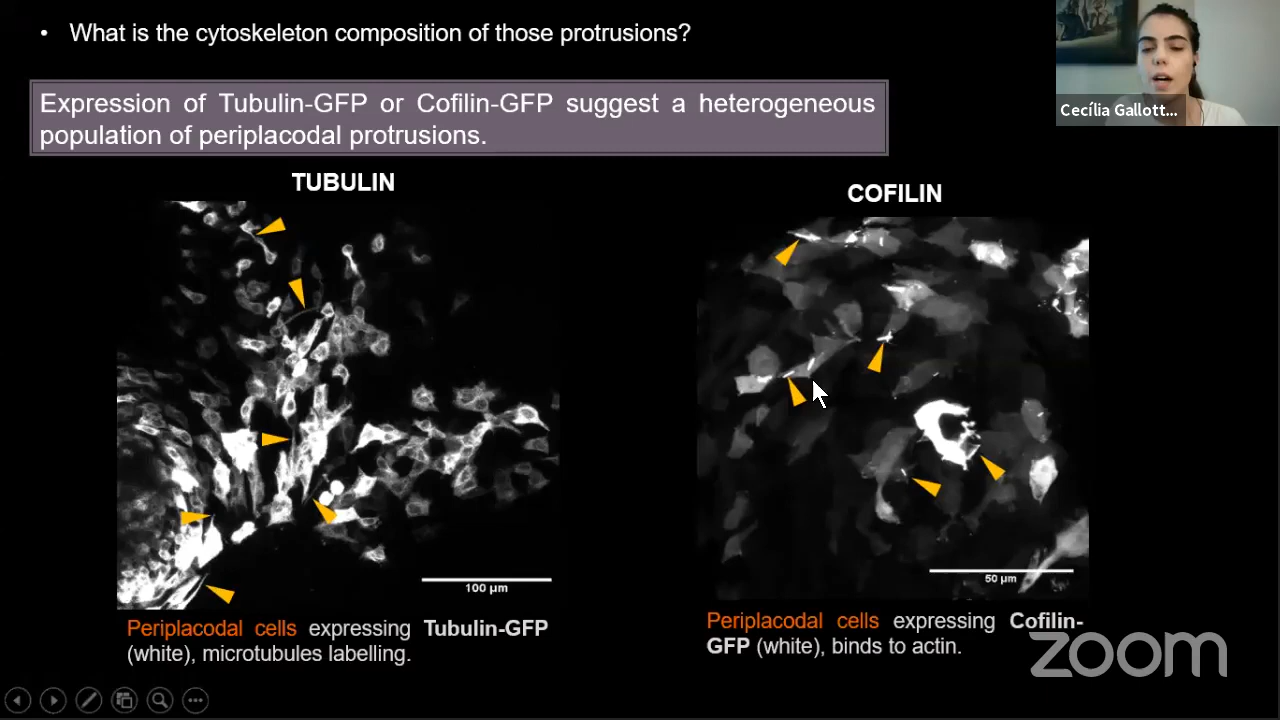 • What is the cytoskeleton composition of those protrusions?
Cecília Gallott...
Expression of Tubulin-GFP or Cofilin-GFP suggest a heterogeneous
population of periplacodal protrusions.
TUBULIN
COFILIN
100 µm
50 µm
Periplacodal cells expressing Tubulin-GFP
(white), microtubules labelling.
Periplacodal cells expressing Cofilin-
GFP (white), binds to actin.
zoom